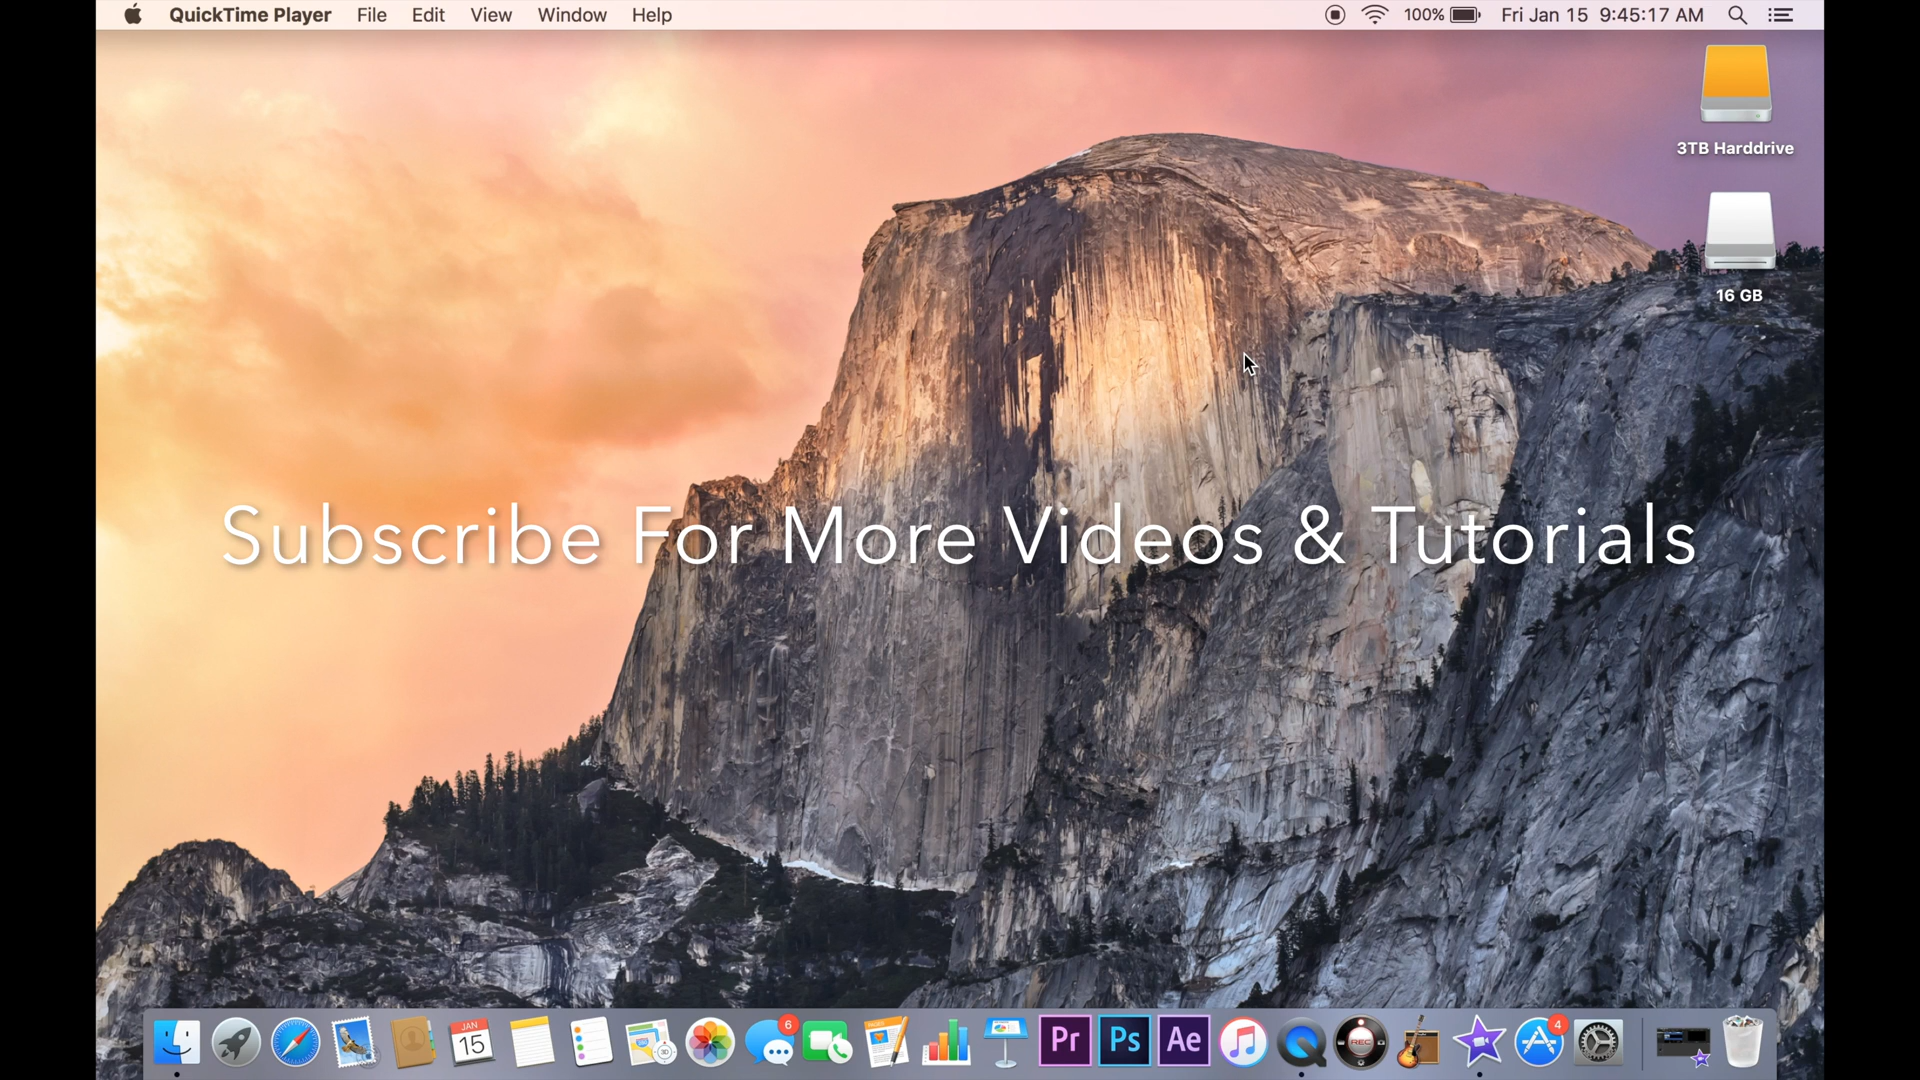 QuickTime Player File Edit View Window Help 100% Fri Jan 15 9:45:17 AM
3TB Harddrive
16 GB
Subscribe For More Videos & Tutorials
JAN
15
6
Pr
Ps
Ae
REC
4